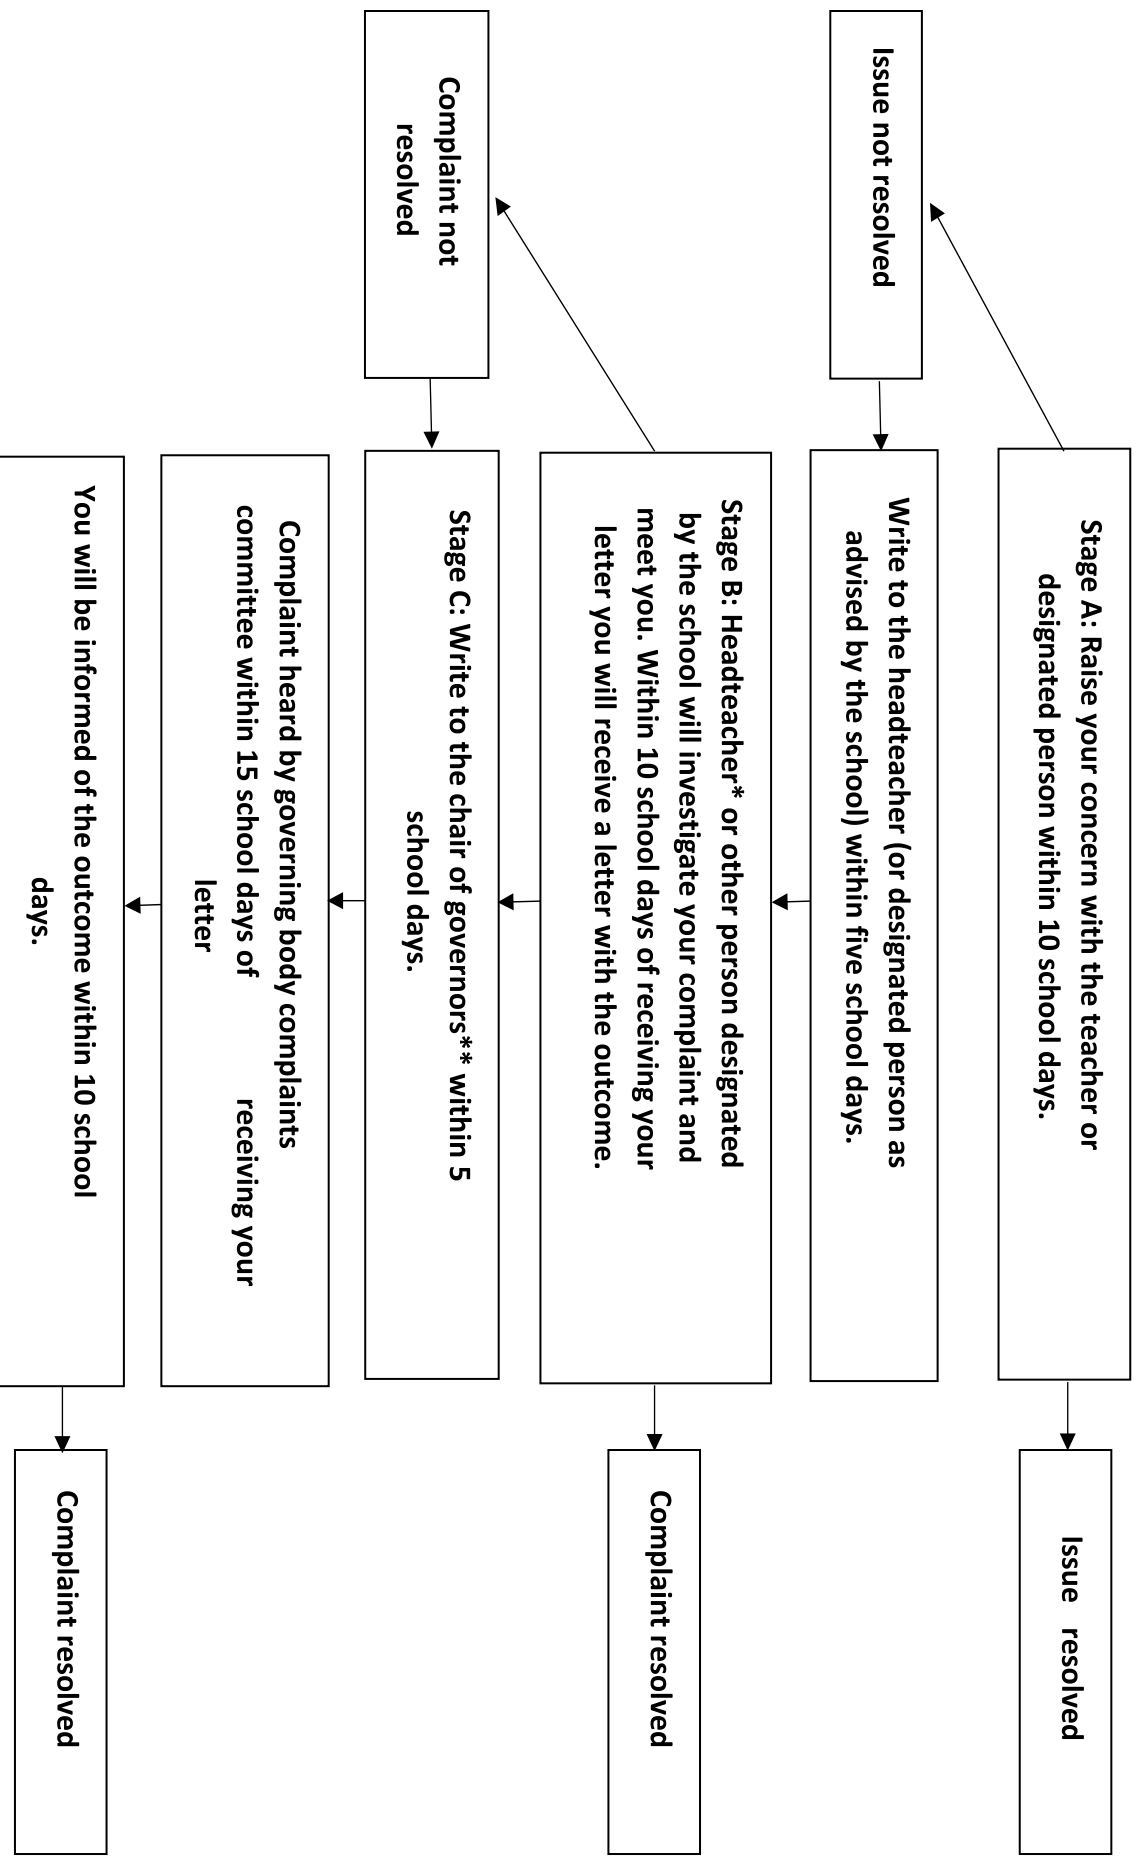 Stage A: Raise your concern with the teacher or
designated person within 10 school days.
Issue resolved
Issue not resolved
Write to the headteacher (or designated person as
advised by the school) within five school days.
Stage B: Headteacher* or other person designated
by the school will investigate your complaint and
meet you. Within 10 school days of receiving your
letter you will receive a letter with the outcome.
Complaint resolved
Complaint not
resolved
Stage C: Write to the chair of governors** within 5
school days.
Complaint heard by governing body complaints
committee within 15 school days of receiving your
letter
You will be informed of the outcome within 10 school
days.
Complaint resolved